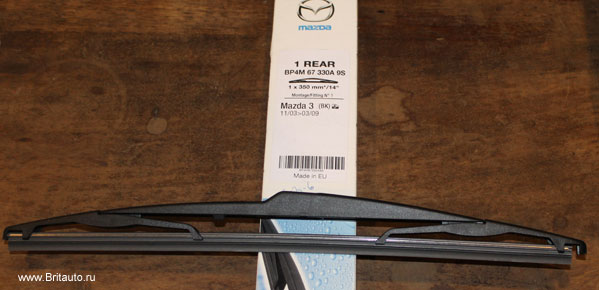 mazda
1 REAR
BP4M 67 330A 9S
1 x 350 mm"/14"
Montage/Fitting N° 1
Mazda 3 (BK)
11/03>03/09
Made in EU
www.Britauto.ru